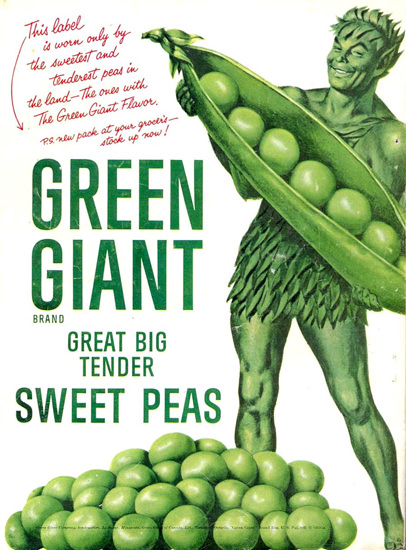 This label
is worn only by
the sweetest and
tenderest peas in
the land—The ones with
The Green Giant Flavor.
P.S. new pack at your grocer's—
stock up now!
GREEN
GIANT
BRAND
GREAT BIG
TENDER
SWEET PEAS